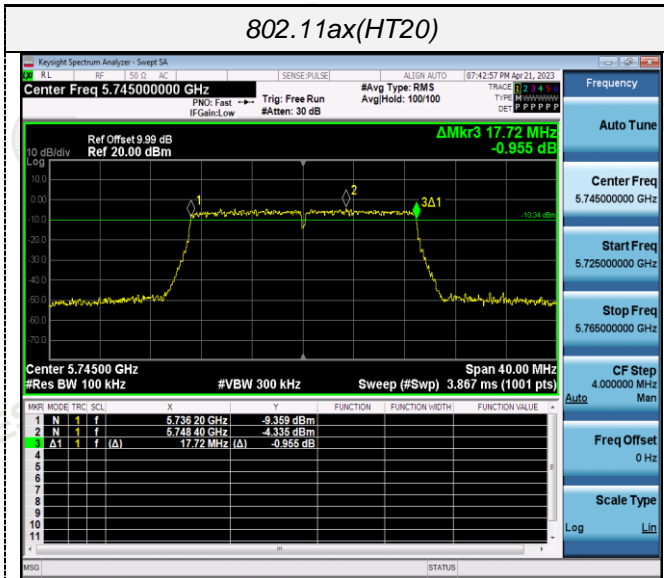 802.11ax(HT20)
Keysight Spectrum Analyzer - Swept SA
RL RF 50 Ω AC SENSE:PULSE ALIGN AUTO 07:42:57 PM Apr 21, 2023
Center Freq 5.745000000 GHz
PNO: Fast
IFGain:Low
Trig: Free Run
#Atten: 30 dB
#Avg Type: RMS
Avg|Hold: 100/100
TRACE 1 2 3 4 5 6
TYPE MWWWWW
DET P P P P P P
Ref Offset 9.99 dB
10 dB/div Ref 20.00 dBm
ΔMkr3 17.72 MHz
-0.955 dB
Log
10.0
0.00
-10.0
-20.0
-30.0
-40.0
-50.0
-60.0
-70.0
1
2
3Δ1
-10.34 dBm
Center 5.74500 GHz Span 40.00 MHz
#Res BW 100 kHz #VBW 300 kHz Sweep (#Swp) 3.867 ms (1001 pts)
MKR MODE TRC SCL X Y FUNCTION FUNCTION WIDTH FUNCTION VALUE
1 N 1 f 5.736 20 GHz -9.359 dBm
2 N 1 f 5.748 40 GHz -4.335 dBm
3 Δ1 1 f (Δ) 17.72 MHz (Δ) -0.955 dB
4
5
6
7
8
9
10
11
MSG STATUS
Frequency
Auto Tune
Center Freq
5.745000000 GHz
Start Freq
5.725000000 GHz
Stop Freq
5.765000000 GHz
CF Step
4.000000 MHz
Auto Man
Freq Offset
0 Hz
Scale Type
Log Lin